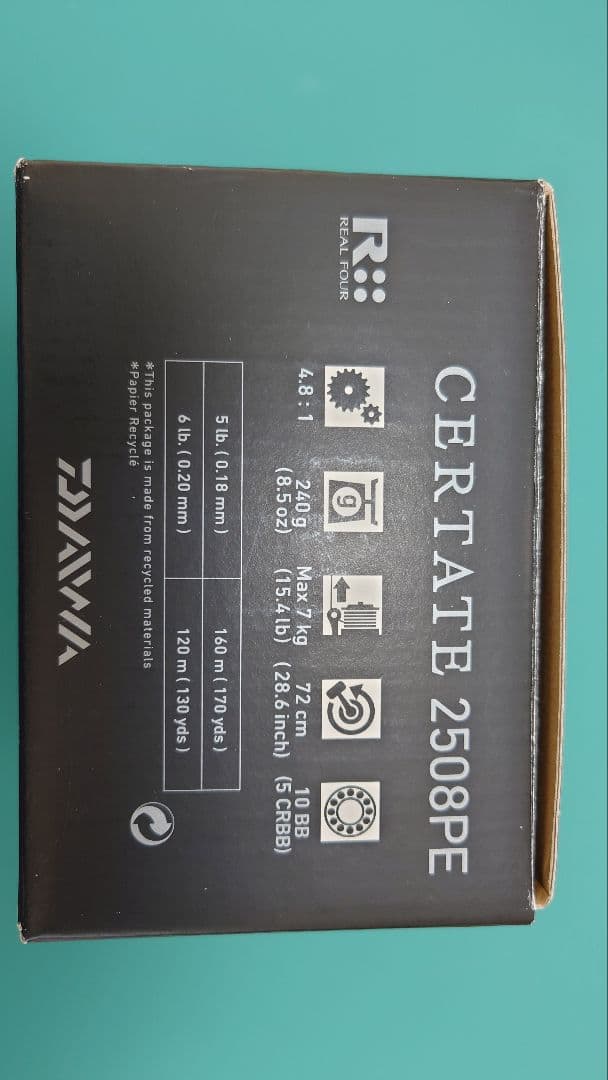 CERTATE 2508PE
R
REAL FOUR
g
4.8 : 1
240 g
(8.5 oz)
Max 7 kg
(15.4 lb)
72 cm
(28.6 inch)
10 BB
(5 CRBB)
5 lb. ( 0.18 mm ) 160 m ( 170 yds )
6 lb. ( 0.20 mm ) 120 m ( 130 yds )
*This package is made from recycled materials
*Papier Recyclé
DAIWA